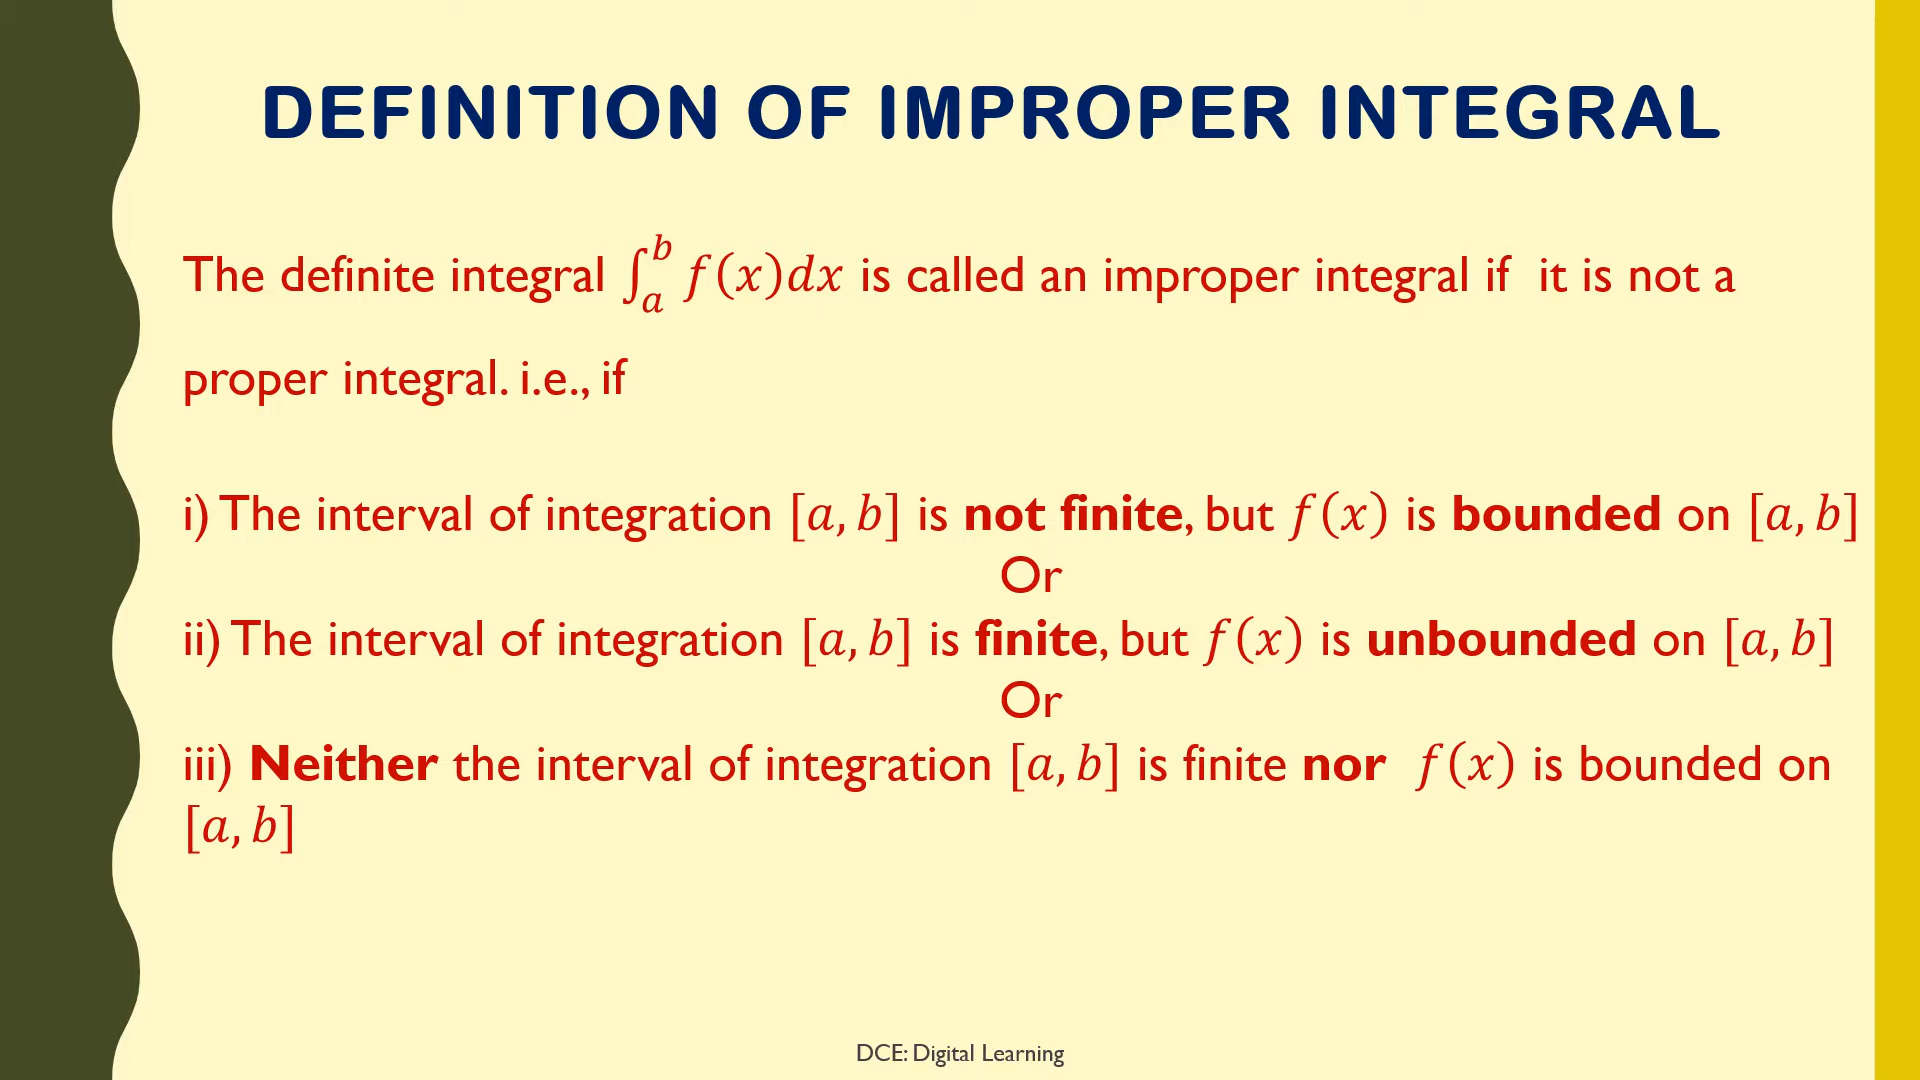 DEFINITION OF IMPROPER INTEGRAL
The definite integral ∫_a^b f(x)dx is called an improper integral if it is not a
proper integral. i.e., if
i) The interval of integration [a, b] is not finite, but f(x) is bounded on [a, b]
Or
ii) The interval of integration [a, b] is finite, but f(x) is unbounded on [a, b]
Or
iii) Neither the interval of integration [a, b] is finite nor f(x) is bounded on
[a, b]
DCE: Digital Learning